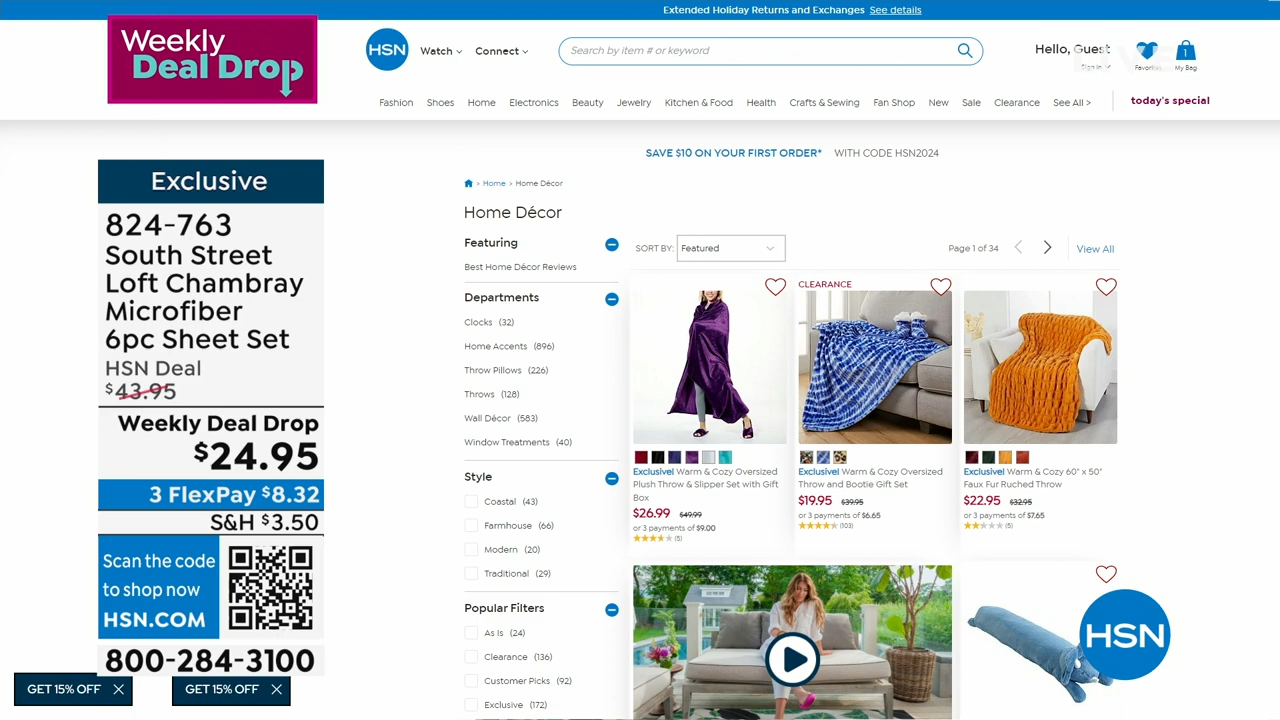 Extended Holiday Returns and Exchanges See details
Weekly
Deal Drop
HSN
Watch
Connect
Search by item # or keyword
Hello, Guest
Sign In
Favorites
1
My Bag
Fashion Shoes Home Electronics Beauty Jewelry Kitchen & Food Health Crafts & Sewing Fan Shop New Sale Clearance See All >
today's special
SAVE $10 ON YOUR FIRST ORDER* WITH CODE HSN2024
Exclusive
824-763
South Street
Loft Chambray
Microfiber
6pc Sheet Set
HSN Deal
$43.95
Weekly Deal Drop
$24.95
3 FlexPay $8.32
S&H $3.50
Scan the code
to shop now
HSN.COM
800-284-3100
GET 15% OFF
GET 15% OFF
> Home > Home Décor
Home Décor
Featuring
Best Home Décor Reviews
Departments
Clocks (32)
Home Accents (896)
Throw Pillows (226)
Throws (128)
Wall Décor (583)
Window Treatments (40)
Style
Coastal (43)
Farmhouse (66)
Modern (20)
Traditional (29)
Popular Filters
As Is (24)
Clearance (136)
Customer Picks (92)
Exclusive (172)
SORT BY: Featured
Page 1 of 34
View All
Exclusive! Warm & Cozy Oversized
Plush Throw & Slipper Set with Gift
Box
$26.99 $49.99
or 3 payments of $9.00
(5)
CLEARANCE
Exclusive! Warm & Cozy Oversized
Throw and Bootie Gift Set
$19.95 $39.95
or 3 payments of $6.65
(103)
Exclusive! Warm & Cozy 60" x 50"
Faux Fur Ruched Throw
$22.95 $32.95
or 3 payments of $7.65
(5)
HSN